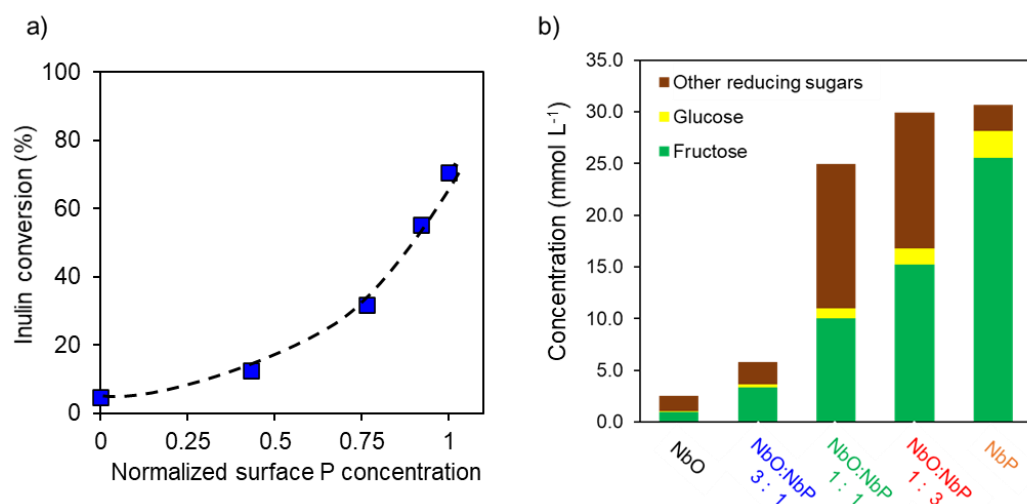 a)
Inulin conversion (%)
100
80
60
40
20
0
0
0.25
0.5
0.75
1
Normalized surface P concentration
b)
Concentration (mmol L⁻¹)
35.0
30.0
25.0
20.0
15.0
10.0
5.0
0.0
Other reducing sugars
Glucose
Fructose
NbO
NbO:NbP
3 : 1
NbO:NbP
1 : 1
NbO:NbP
1 : 3
NbP